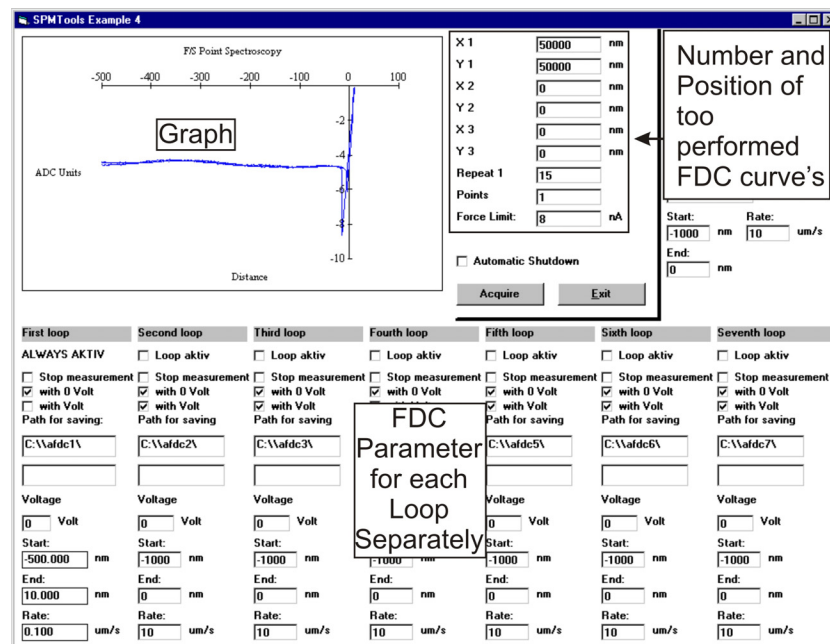 SPMTools Example 4
F/S Point Spectroscopy
-500 -400 -300 -200 -100 0 100
-2
-4
-6
-8
-10
ADC Units
Distance
Graph
X 1 50000 nm
Y 1 50000 nm
X 2 0 nm
Y 2 0 nm
X 3 0 nm
Y 3 0 nm
Repeat 1 15
Points 1
Force Limit: 8 nA
Automatic Shutdown
Acquire Exit
Number and
Position of
too
performed
FDC curve's
Start: Rate:
-1000 nm 10 um/s
End:
0 nm
First loop Second loop Third loop Fourth loop Fifth loop Sixth loop Seventh loop
ALWAYS AKTIV Loop aktiv Loop aktiv Loop aktiv Loop aktiv Loop aktiv Loop aktiv
Stop measurement Stop measurement Stop measurement Stop measurement Stop measurement Stop measurement Stop measurement
with 0 Volt with 0 Volt with 0 Volt with 0 Volt with 0 Volt with 0 Volt with 0 Volt
with Volt with Volt with Volt with Volt with Volt with Volt
Path for saving: Path for saving Path for saving Path for saving Path for saving Path for saving
C:\\afdc1\ C:\\afdc2\ C:\\afdc3\ C:\\afdc5\ C:\\afdc6\ C:\\afdc7\
FDC
Parameter
for each
Loop
Separately
Voltage Voltage Voltage Voltage Voltage Voltage
0 Volt 0 Volt 0 Volt 0 Volt 0 Volt 0 Volt
Start: Start: Start: Start: Start: Start:
-500.000 nm -1000 nm -1000 nm -1000 nm -1000 nm -1000 nm -1000 nm
End: End: End: End: End: End: End:
10.000 nm 0 nm 0 nm 0 nm 0 nm 0 nm 0 nm
Rate: Rate: Rate: Rate: Rate: Rate: Rate:
0.100 um/s 10 um/s 10 um/s 10 um/s 10 um/s 10 um/s 10 um/s